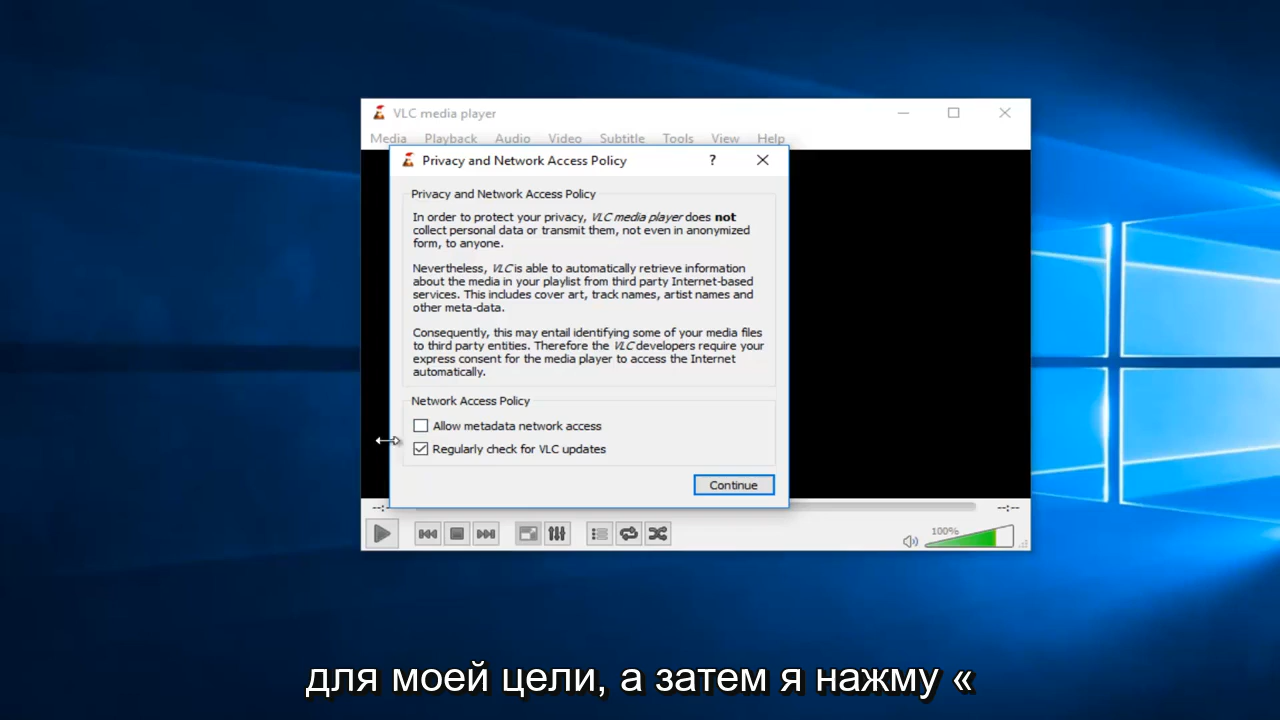 VLC media player
Media Playback Audio Video Subtitle Tools View Help
Privacy and Network Access Policy ?
Privacy and Network Access Policy
In order to protect your privacy, VLC media player does not
collect personal data or transmit them, not even in anonymized
form, to anyone.
Nevertheless, VLC is able to automatically retrieve information
about the media in your playlist from third party Internet-based
services. This includes cover art, track names, artist names and
other meta-data.
Consequently, this may entail identifying some of your media files
to third party entities. Therefore the VLC developers require your
express consent for the media player to access the Internet
automatically.
Network Access Policy
Allow metadata network access
Regularly check for VLC updates
Continue
--:-- --:--
100%
для моей цели, а затем я нажму «